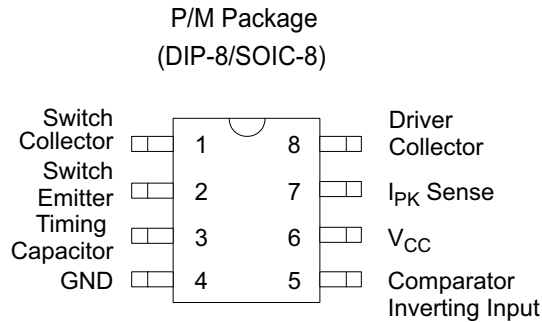 P/M Package
(DIP-8/SOIC-8)
Switch
Collector
1
8
Driver
Collector
Switch
Emitter
2
7
IPK Sense
Timing
Capacitor
3
6
VCC
GND
4
5
Comparator
Inverting Input